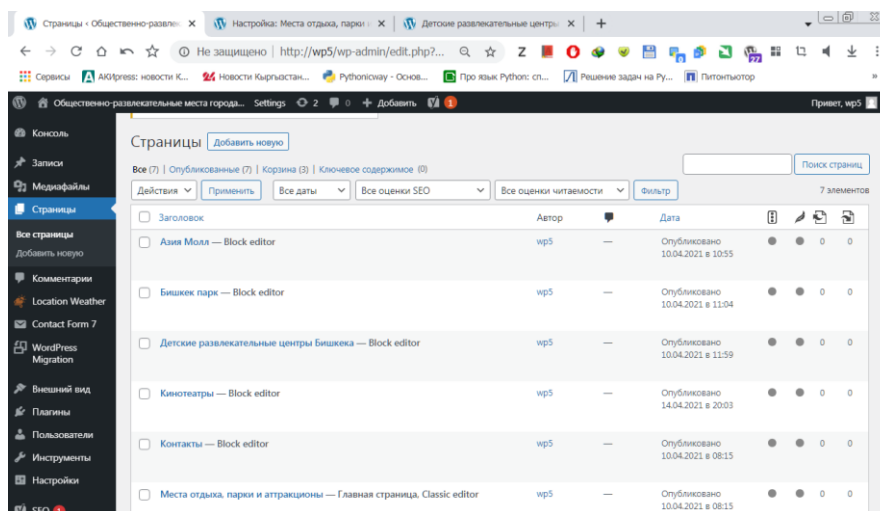 Страницы ‹ Общественно-развлек
Настройка: Места отдыха, парки
Детские развлекательные центры
Не защищено | http://wp5/wp-admin/edit.php?...
Z
27
Сервисы
АКИpress: новости К...
24 Новости Кыргызстан...
Pythonicway - Основ...
Про язык Python: сп...
Решение задач на Ру...
Питонтьютор
»
Общественно-развлекательные места города...
Settings
2
0
Добавить
1
Привет, wp5
Консоль
Записи
Медиафайлы
Страницы
Все страницы
Добавить новую
Комментарии
Location Weather
Contact Form 7
WordPress
Migration
Внешний вид
Плагины
Пользователи
Инструменты
Настройки
SEO 1
Страницы
Добавить новую
Все (7) | Опубликованные (7) | Корзина (3) | Ключевое содержимое (0)
Поиск страниц
Действия
Применить
Все даты
Все оценки SEO
Все оценки читаемости
Фильтр
7 элементов
Заголовок
Автор
Дата
Азия Молл — Block editor
wp5
—
Опубликовано
10.04.2021 в 10:55
0
0
Бишкек парк — Block editor
wp5
—
Опубликовано
10.04.2021 в 11:04
0
0
Детские развлекательные центры Бишкека — Block editor
wp5
—
Опубликовано
10.04.2021 в 11:59
0
0
Кинотеатры — Block editor
wp5
—
Опубликовано
14.04.2021 в 20:03
0
0
Контакты — Block editor
wp5
—
Опубликовано
10.04.2021 в 08:15
0
0
Места отдыха, парки и аттракционы — Главная страница, Classic editor
wp5
—
Опубликовано
10.04.2021 в 08:15
0
0